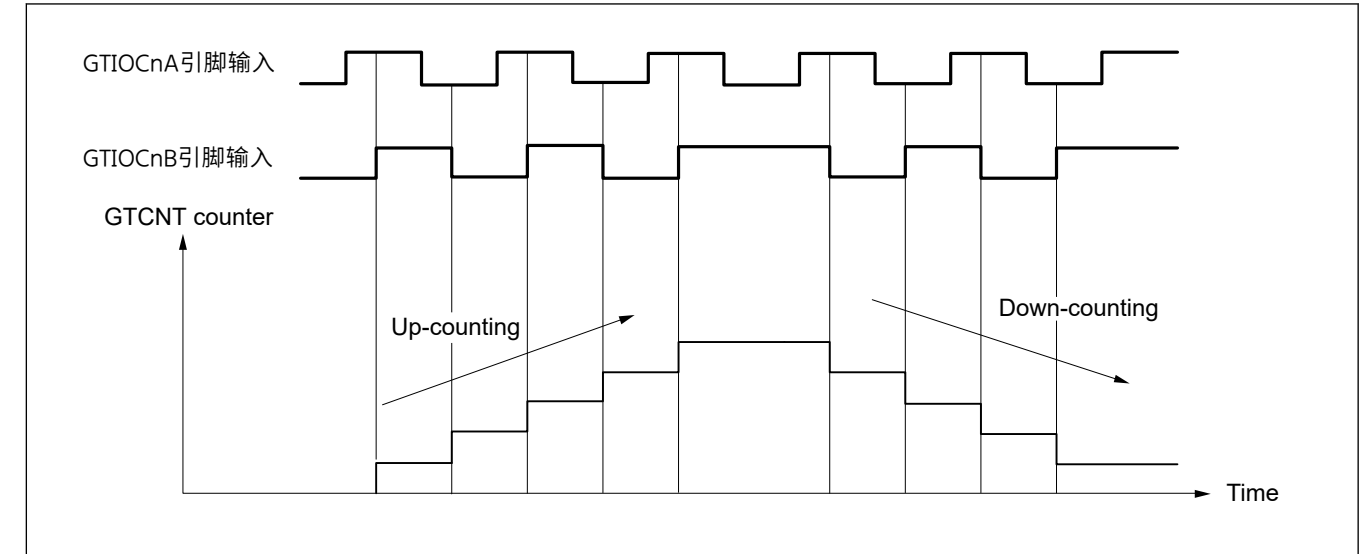 GTIOCnA引脚输入
GTIOCnB引脚输入
GTCNT counter
Up-counting
Down-counting
Time